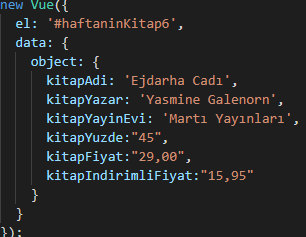 new Vue({
el: '#haftaninKitap6',
data: {
object: {
kitapAdi: 'Ejdarha Cadı',
kitapYazar: 'Yasmine Galenorn',
kitapYayinEvi: 'Martı Yayınları',
kitapYuzde:"45",
kitapFiyat:"29,00",
kitapIndirimliFiyat:"15,95"
}
}
});